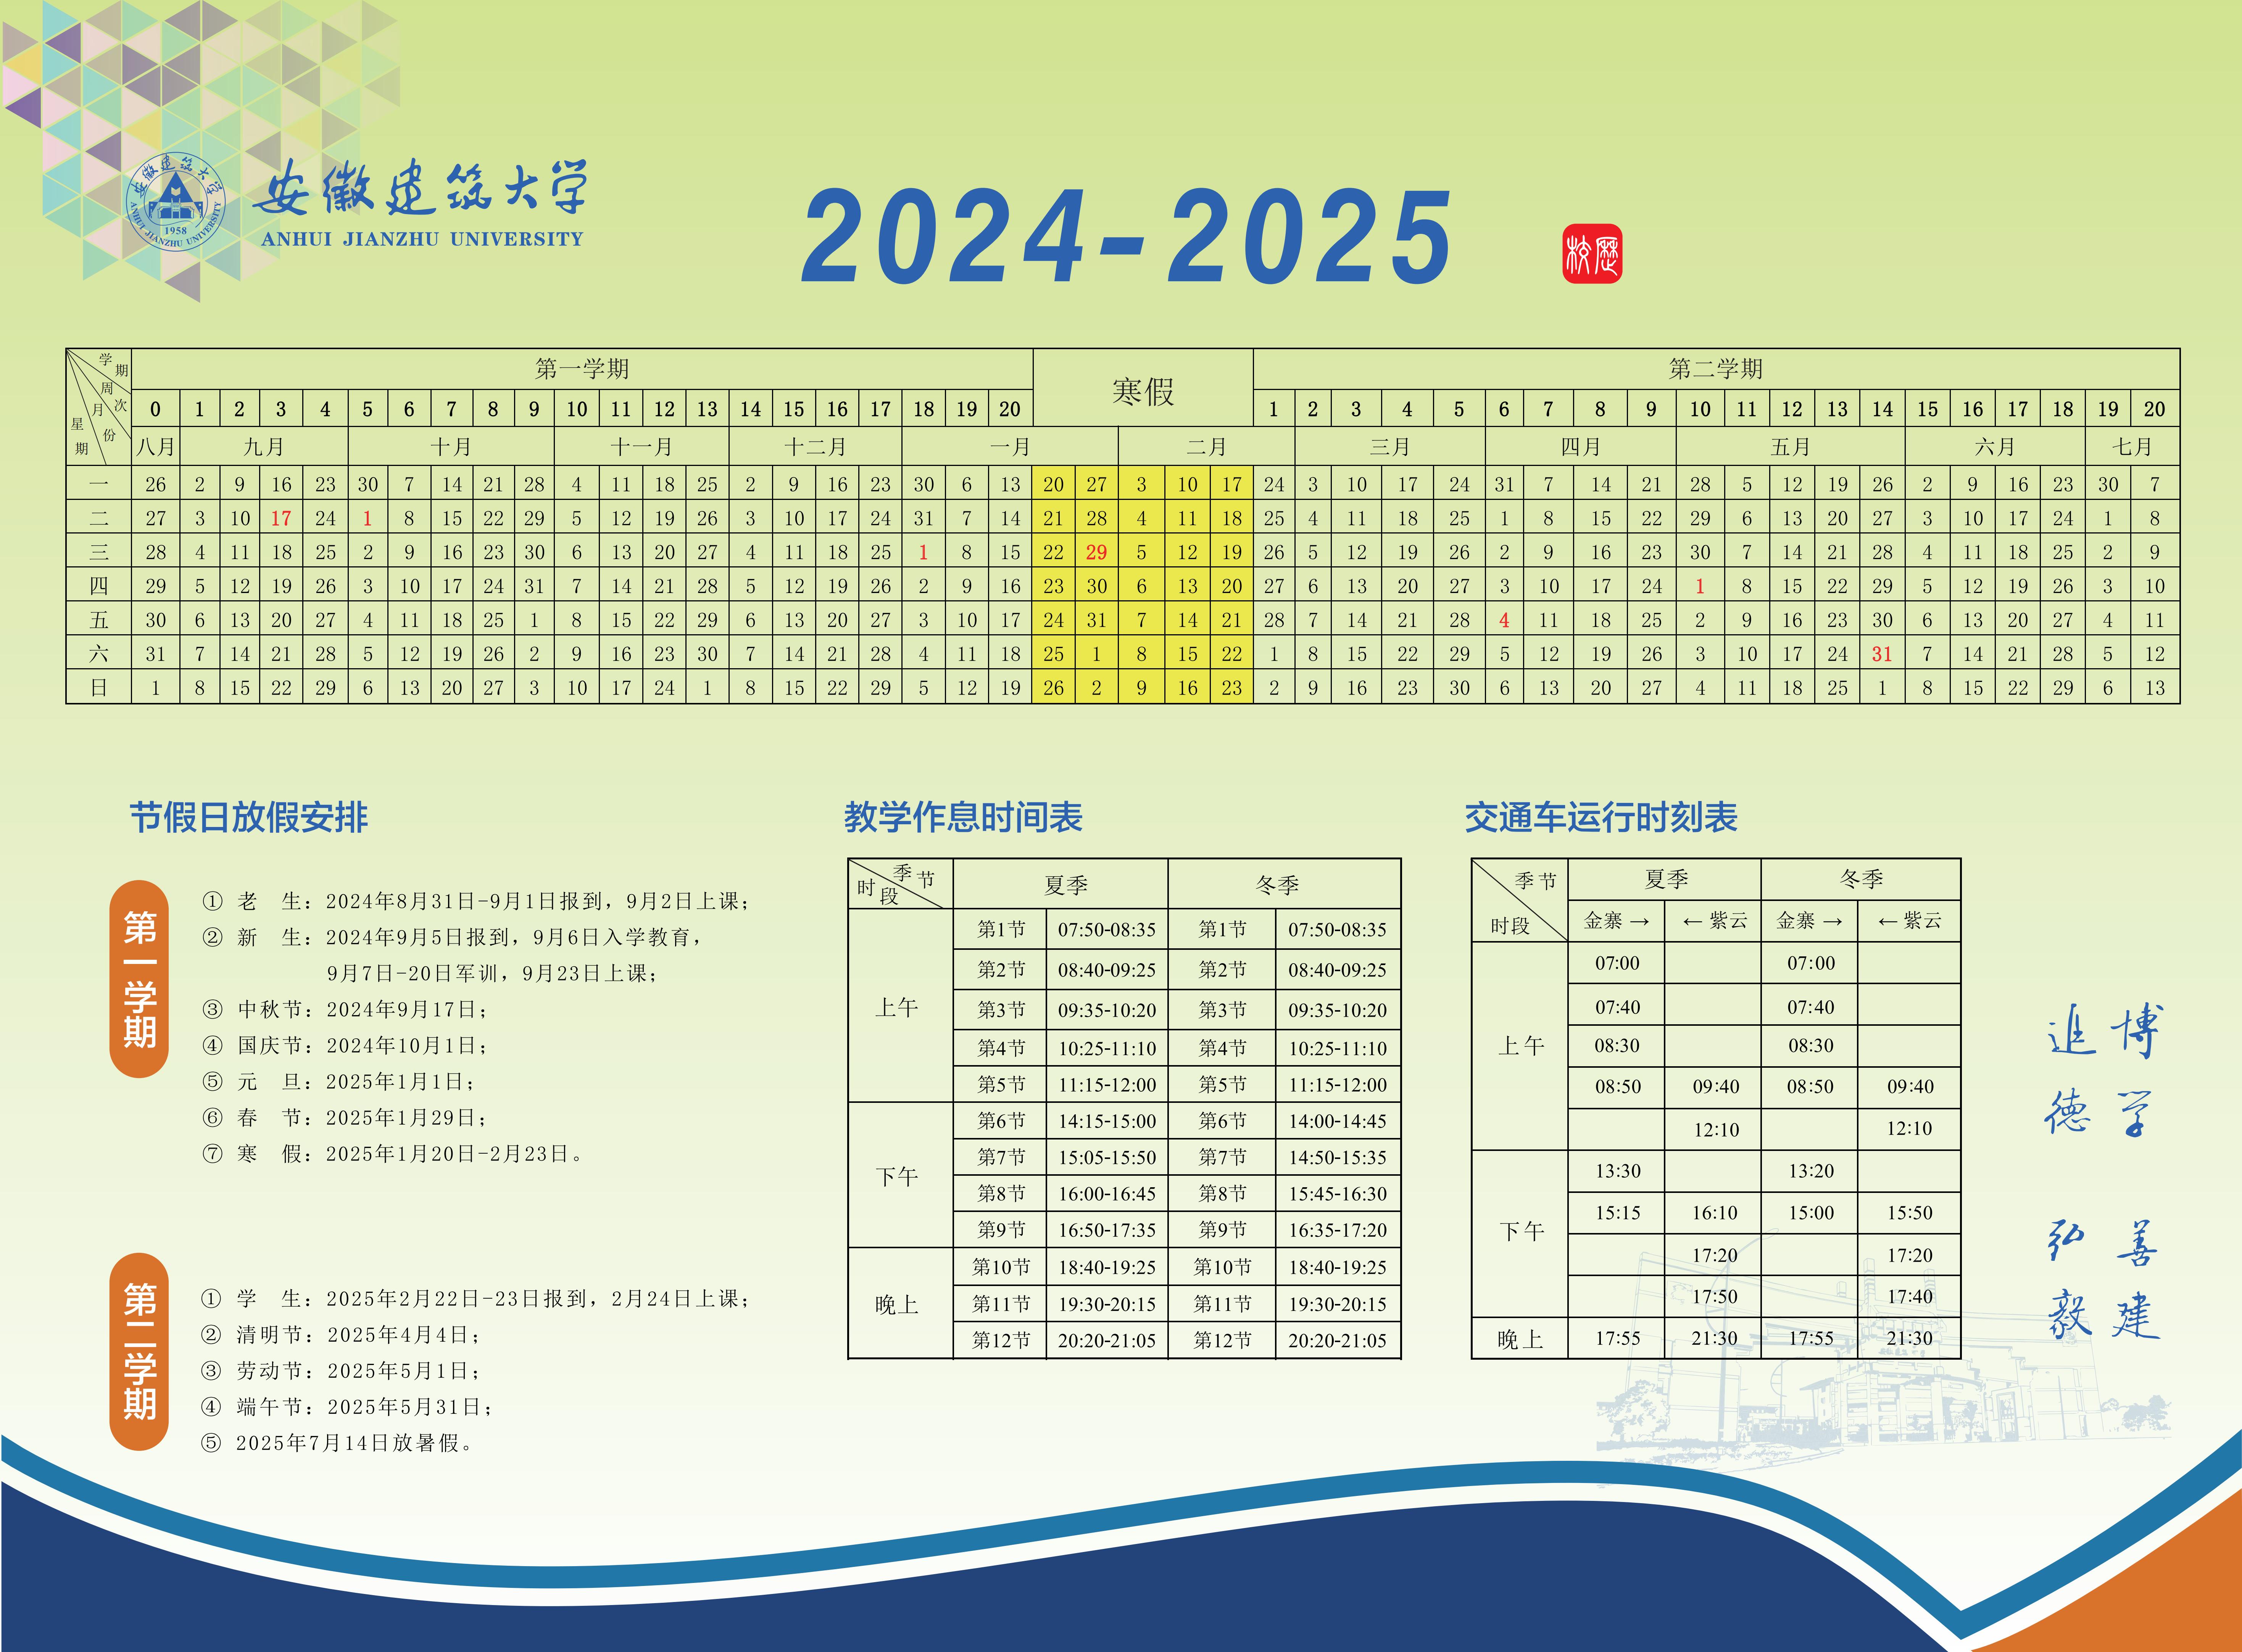 安徽建筑大学 ANHUI JIANZHU UNIVERSITY 1958
安徽建筑大学
ANHUI JIANZHU UNIVERSITY
2024-2025
校歷
学期 第一学期 寒假 第二学期
周次 0 1 2 3 4 5 6 7 8 9 10 11 12 13 14 15 16 17 18 19 20 1 2 3 4 5 6 7 8 9 10 11 12 13 14 15 16 17 18 19 20
月份 八月 九月 十月 十一月 十二月 一月 二月 三月 四月 五月 六月 七月
星期
一 26 2 9 16 23 30 7 14 21 28 4 11 18 25 2 9 16 23 30 6 13 20 27 3 10 17 24 3 10 17 24 31 7 14 21 28 5 12 19 26 2 9 16 23 30 7
二 27 3 10 17 24 1 8 15 22 29 5 12 19 26 3 10 17 24 31 7 14 21 28 4 11 18 25 4 11 18 25 1 8 15 22 29 6 13 20 27 3 10 17 24 1 8
三 28 4 11 18 25 2 9 16 23 30 6 13 20 27 4 11 18 25 1 8 15 22 29 5 12 19 26 5 12 19 26 2 9 16 23 30 7 14 21 28 4 11 18 25 2 9
四 29 5 12 19 26 3 10 17 24 31 7 14 21 28 5 12 19 26 2 9 16 23 30 6 13 20 27 6 13 20 27 3 10 17 24 1 8 15 22 29 5 12 19 26 3 10
五 30 6 13 20 27 4 11 18 25 1 8 15 22 29 6 13 20 27 3 10 17 24 31 7 14 21 28 7 14 21 28 4 11 18 25 2 9 16 23 30 6 13 20 27 4 11
六 31 7 14 21 28 5 12 19 26 2 9 16 23 30 7 14 21 28 4 11 18 25 1 8 15 22 1 8 15 22 29 5 12 19 26 3 10 17 24 31 7 14 21 28 5 12
日 1 8 15 22 29 6 13 20 27 3 10 17 24 1 8 15 22 29 5 12 19 26 2 9 16 23 2 9 16 23 30 6 13 20 27 4 11 18 25 1 8 15 22 29 6 13
节假日放假安排
第一学期
① 老 生：2024年8月31日-9月1日报到，9月2日上课；
② 新 生：2024年9月5日报到，9月6日入学教育，
9月7日-20日军训，9月23日上课；
③ 中秋节：2024年9月17日；
④ 国庆节：2024年10月1日；
⑤ 元 旦：2025年1月1日；
⑥ 春 节：2025年1月29日；
⑦ 寒 假：2025年1月20日-2月23日。
第二学期
① 学 生：2025年2月22日-23日报到，2月24日上课；
② 清明节：2025年4月4日；
③ 劳动节：2025年5月1日；
④ 端午节：2025年5月31日；
⑤ 2025年7月14日放暑假。
教学作息时间表
季节 时段 夏季 冬季
上午 第1节 07:50-08:35 第1节 07:50-08:35
第2节 08:40-09:25 第2节 08:40-09:25
第3节 09:35-10:20 第3节 09:35-10:20
第4节 10:25-11:10 第4节 10:25-11:10
第5节 11:15-12:00 第5节 11:15-12:00
下午 第6节 14:15-15:00 第6节 14:00-14:45
第7节 15:05-15:50 第7节 14:50-15:35
第8节 16:00-16:45 第8节 15:45-16:30
第9节 16:50-17:35 第9节 16:35-17:20
晚上 第10节 18:40-19:25 第10节 18:40-19:25
第11节 19:30-20:15 第11节 19:30-20:15
第12节 20:20-21:05 第12节 20:20-21:05
交通车运行时刻表
季节 时段 夏季 冬季
金寨 → ← 紫云 金寨 → ← 紫云
上午 07:00 07:00
07:40 07:40
08:30 08:30
08:50 09:40 08:50 09:40
12:10 12:10
下午 13:30 13:20
15:15 16:10 15:00 15:50
17:20 17:20
17:50 17:40
晚上 17:55 21:30 17:55 21:30
博学 善建
进德 弘毅